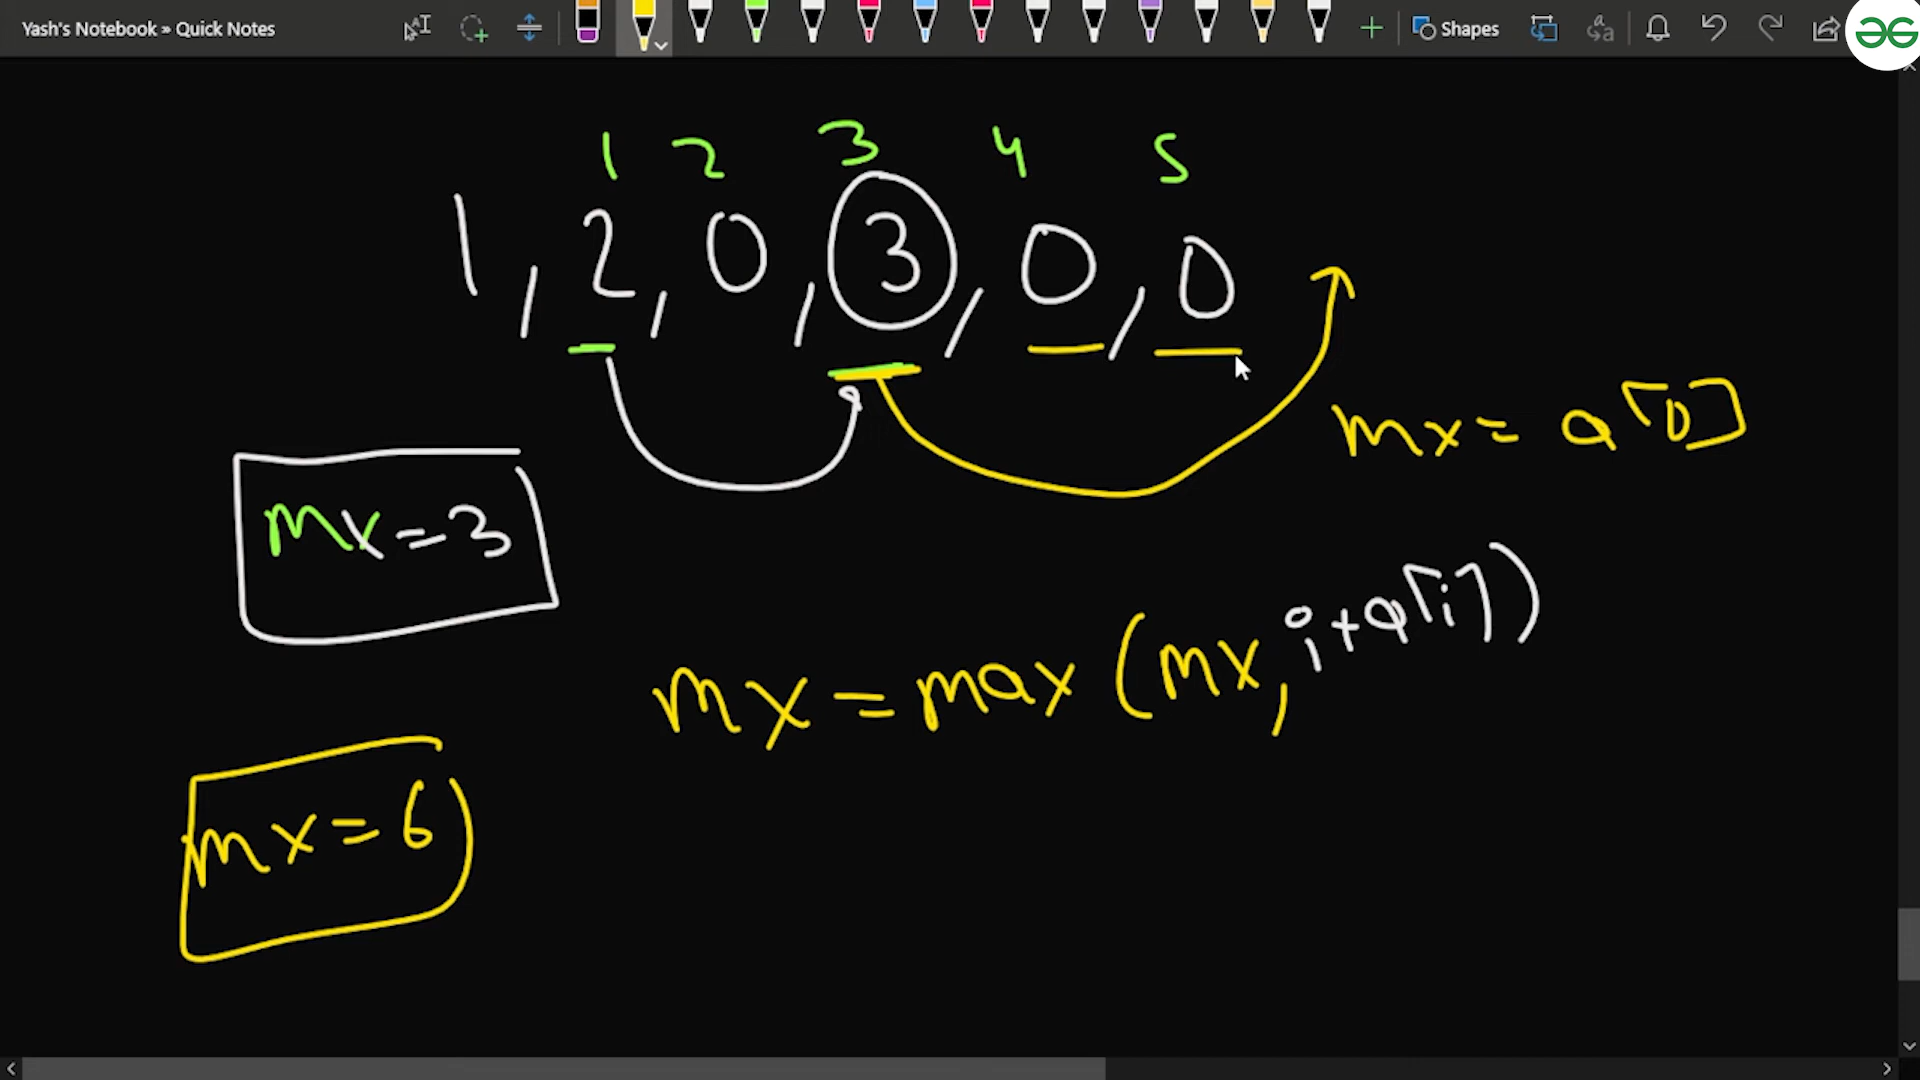 Yash's Notebook » Quick Notes
Shapes
1 2 3 4 5
1, 2, 0, 3, 0, 0
mx = a[0]
mx=3
mx = max (mx, i+a[i])
mx=6